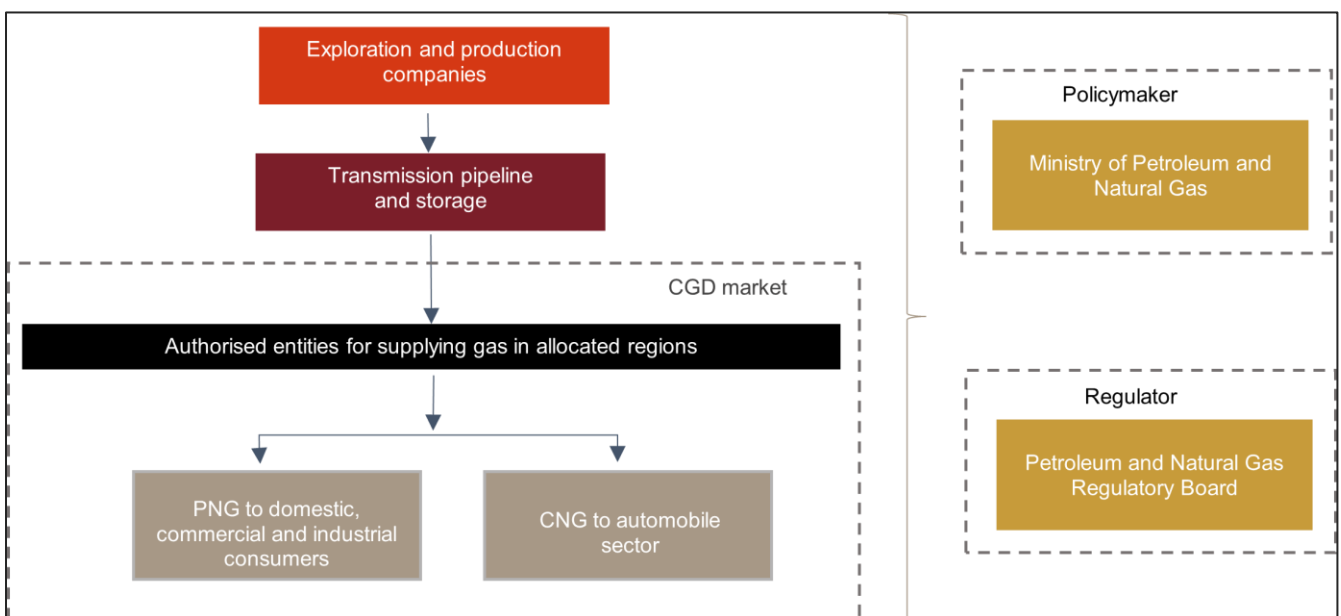 Exploration and production
companies
Transmission pipeline
and storage
CGD market
Authorised entities for supplying gas in allocated regions
PNG to domestic,
commercial and industrial
consumers
CNG to automobile
sector
Policymaker
Ministry of Petroleum and
Natural Gas
Regulator
Petroleum and Natural Gas
Regulatory Board